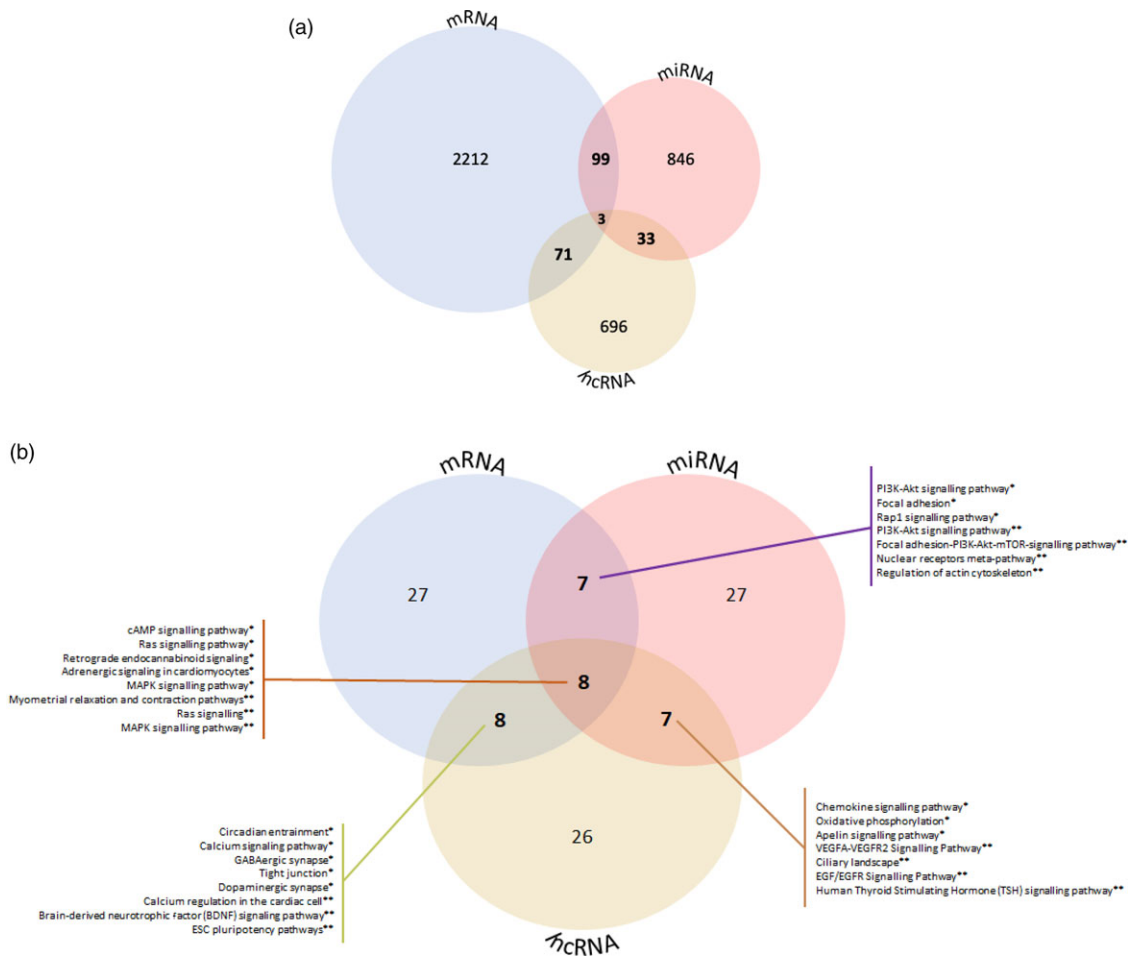 (a)
mRNA
miRNA
2212
99
846
3
71
33
696
lncRNA
(b)
mRNA
miRNA
PI3K-Akt signalling pathway*
Focal adhesion*
Rap1 signalling pathway*
PI3K-Akt signalling pathway**
Focal adhesion-PI3K-Akt-mTOR-signalling pathway**
Nuclear receptors meta-pathway**
Regulation of actin cytoskeleton**
27
7
27
cAMP signalling pathway*
Ras signalling pathway*
Retrograde endocannabinoid signaling*
Adrenergic signaling in cardiomyocytes*
MAPK signalling pathway*
Myometrial relaxation and contraction pathways**
Ras signalling**
MAPK signalling pathway**
8
8
7
Circadian entrainment*
Calcium signaling pathway*
GABAergic synapse*
Tight junction*
Dopaminergic synapse*
Calcium regulation in the cardiac cell**
Brain-derived neurotrophic factor (BDNF) signaling pathway**
ESC pluripotency pathways**
26
Chemokine signalling pathway*
Oxidative phosphorylation*
Apelin signalling pathway*
VEGFA-VEGFR2 Signalling Pathway**
Ciliary landscape**
EGF/EGFR Signalling Pathway**
Human Thyroid Stimulating Hormone (TSH) signalling pathway**
lncRNA